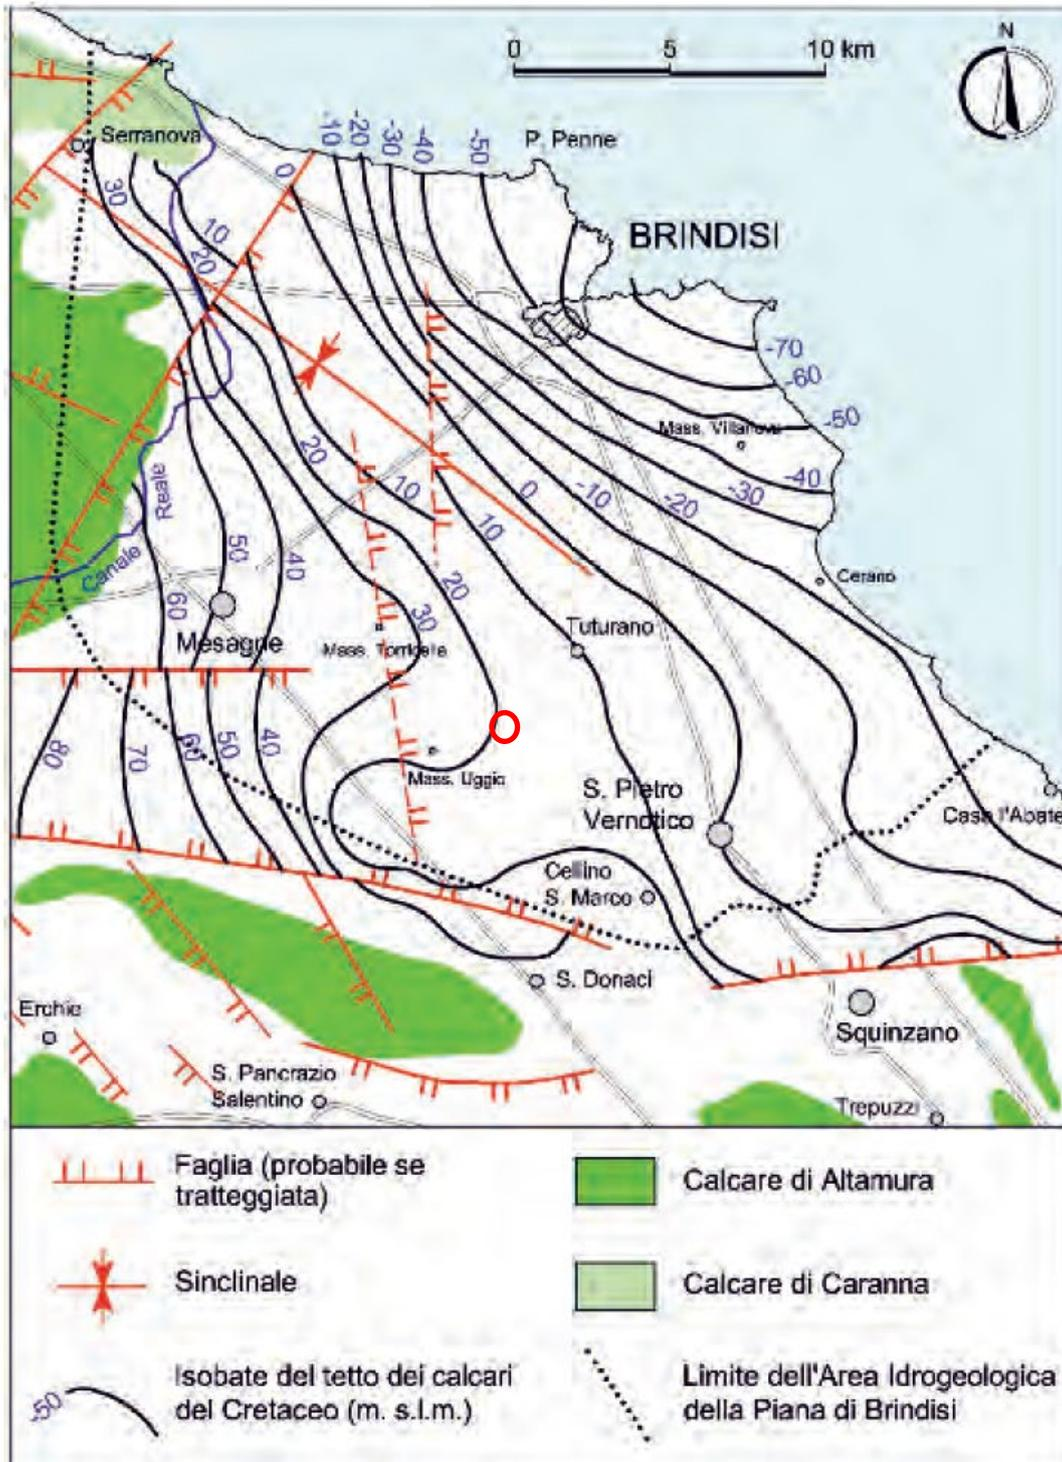 0 5 10 km
N
P. Penne
BRINDISI
Serranova
30
10
20
0
-10
-20
-30
-40
-50
-70
-60
-50
Mass. Villanova
-40
-30
-20
-10
0
10
20
10
20
30
Canale Reale
50
40
60
Mesagne
Mass. Torricella
Tuturano
Cerano
80
70
60
50
40
Mass. Uggio
S. Pietro
Vernotico
Casa l'Abate
Cellino
S. Marco
S. Donaci
Squinzano
Erchie
S. Pancrazio
Salentino
Trepuzzi
Faglia (probabile se
tratteggiata)
Calcare di Altamura
Sinclinale
Calcare di Caranna
-50
Isobate del tetto dei calcari
del Cretaceo (m. s.l.m.)
Limite dell'Area Idrogeologica
della Piana di Brindisi